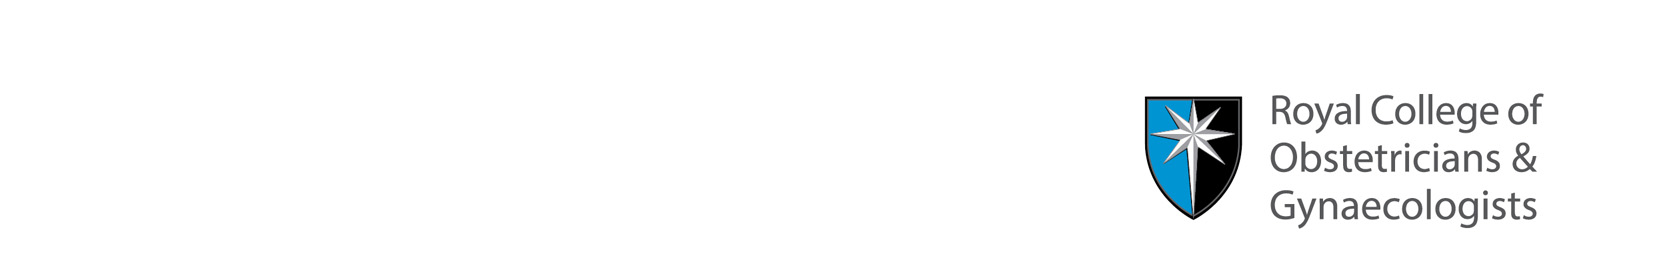 Royal College of
Obstetricians &
Gynaecologists